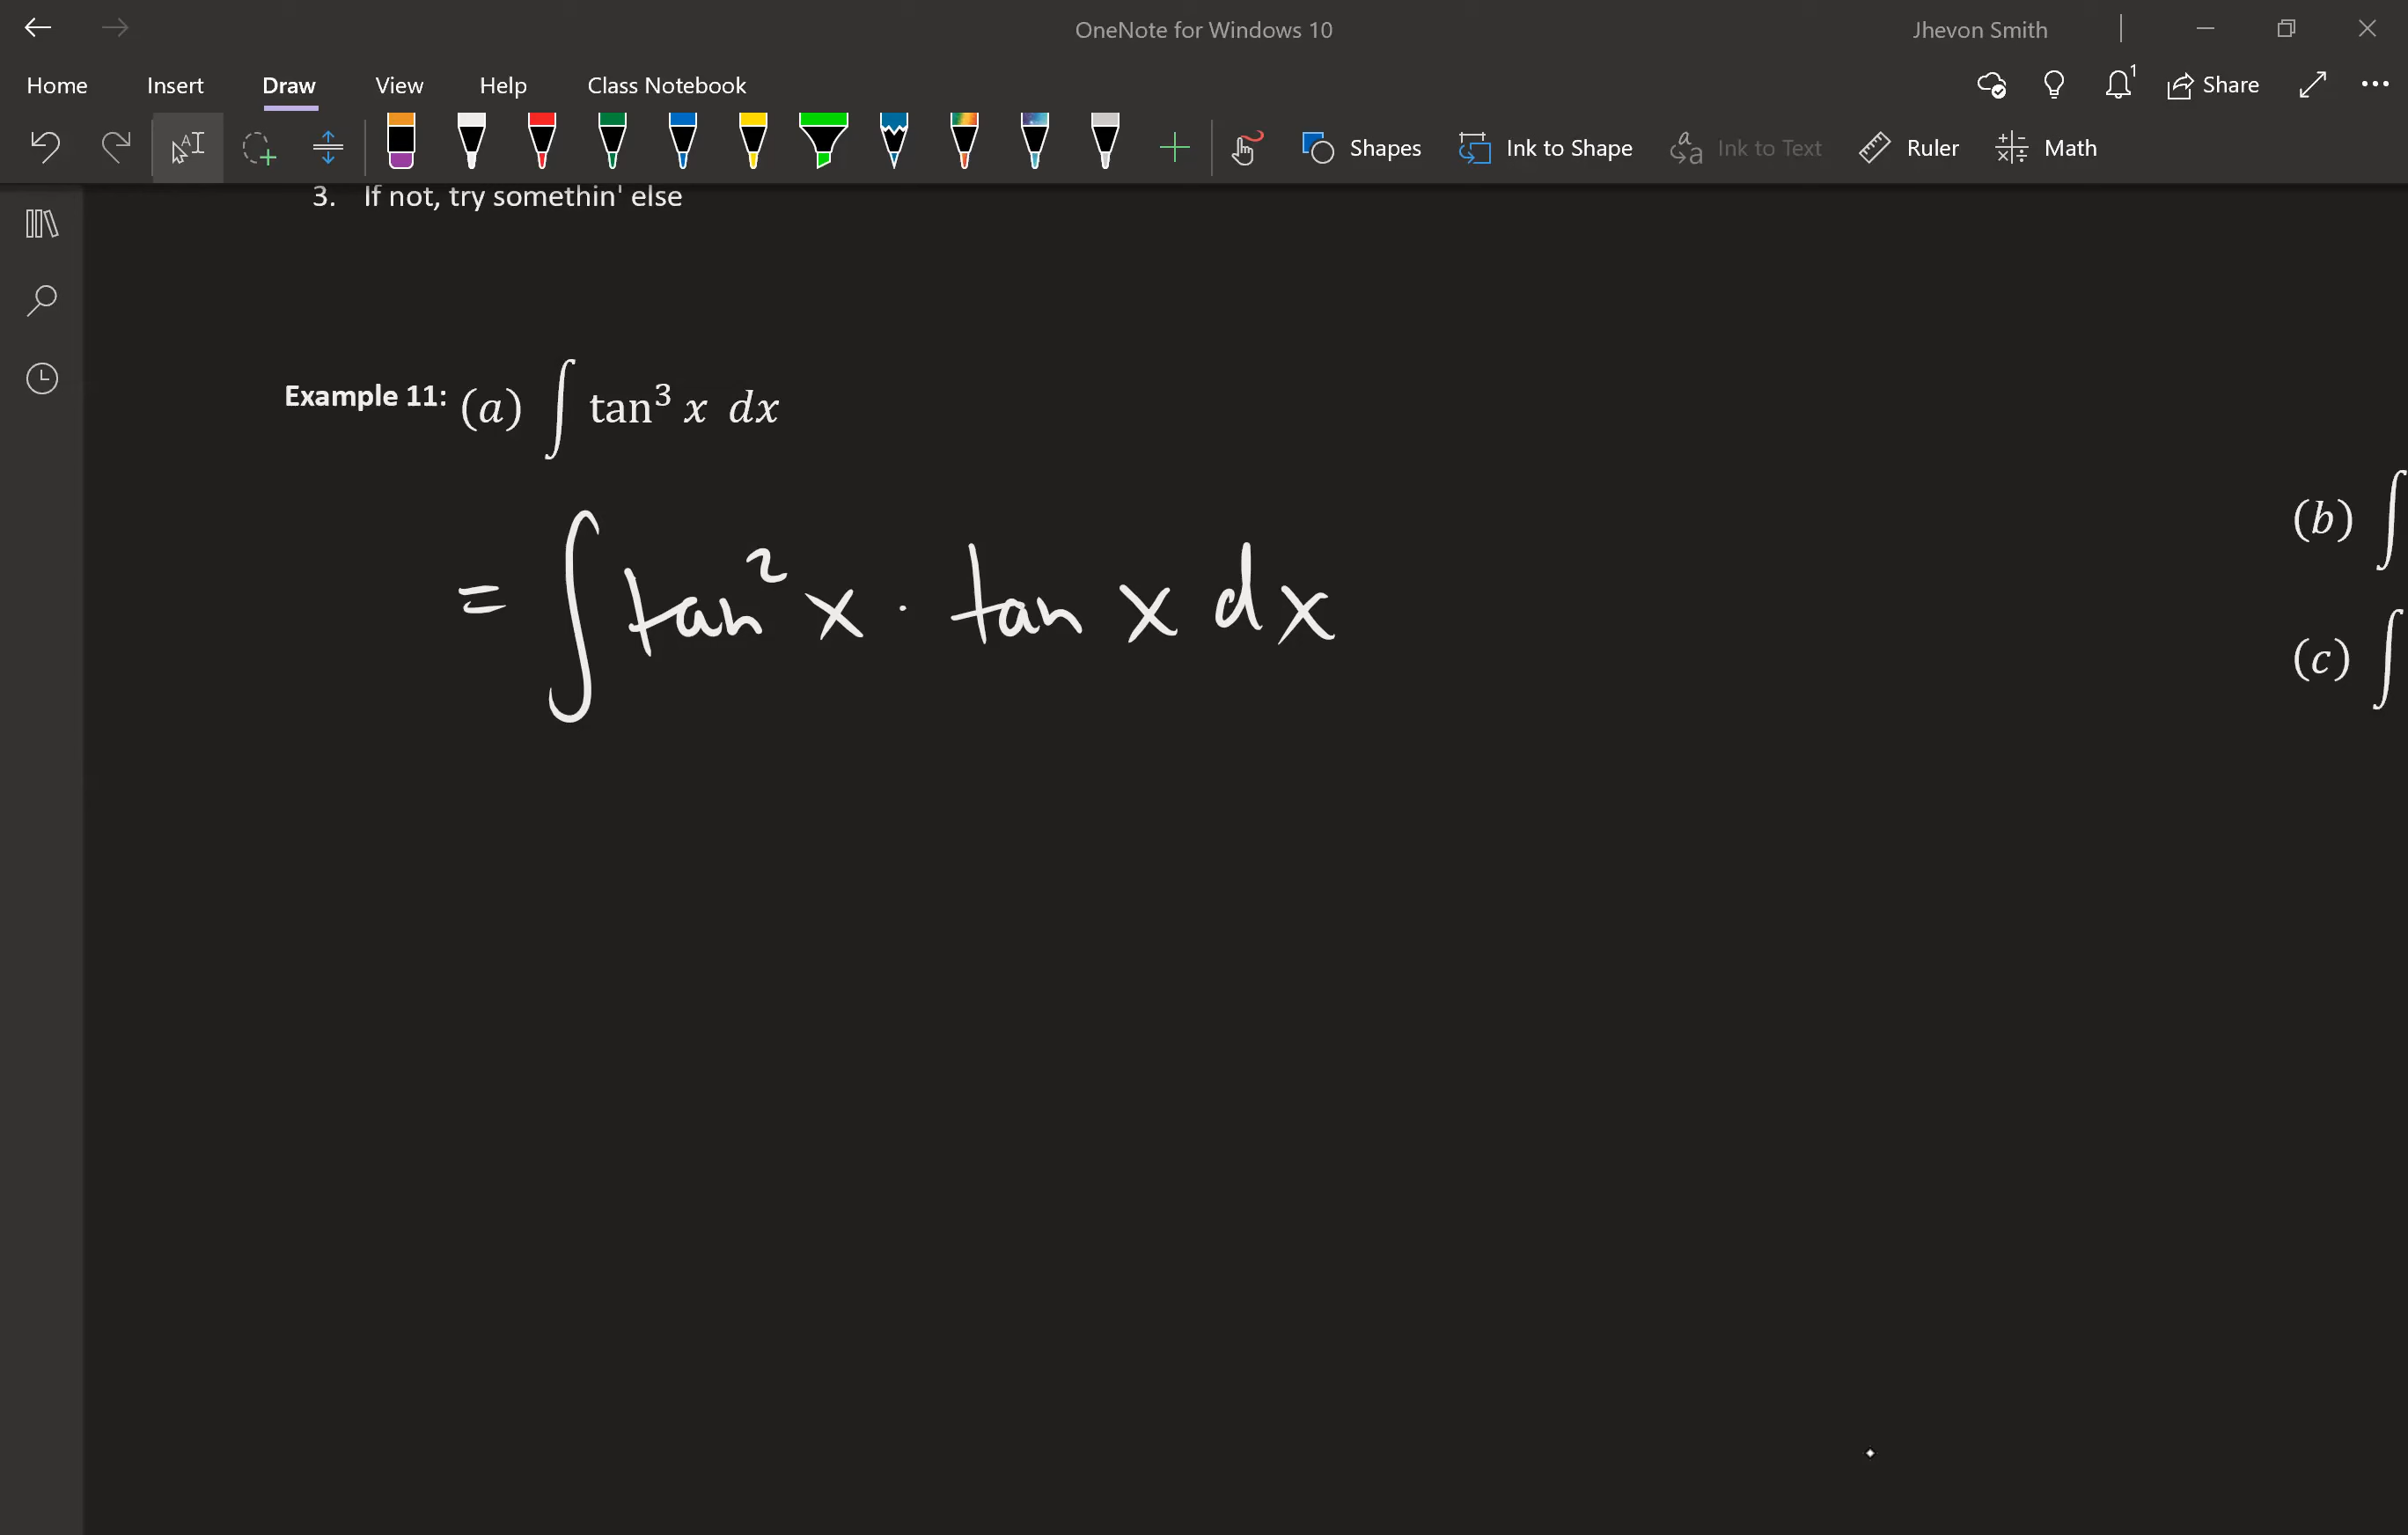 OneNote for Windows 10
Jhevon Smith
Home Insert Draw View Help Class Notebook
1 Share
Shapes Ink to Shape Ink to Text Ruler Math
3. If not, try somethin' else
Example 11: (a) ∫ tan³ x dx
= ∫ tan² x · tan x dx
(b) ∫
(c) ∫